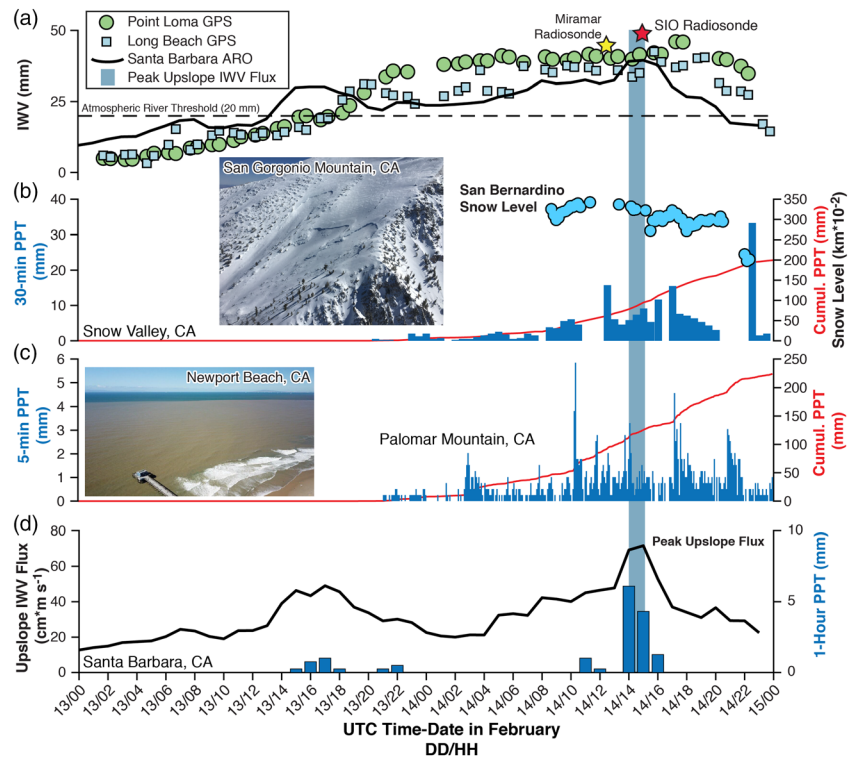 (a)
Point Loma GPS
Long Beach GPS
Santa Barbara ARO
Peak Upslope IWV Flux
Miramar
Radiosonde
SIO Radiosonde
50
25
0
IWV (mm)
Atmospheric River Threshold (20 mm)
(b)
San Gorgonio Mountain, CA
San Bernardino
Snow Level
40
30
20
10
0
30-min PPT
(mm)
350
300
250
200
150
100
50
0
Cumul. PPT (mm)
Snow Level (km*10-2)
Snow Valley, CA
(c)
Newport Beach, CA
Palomar Mountain, CA
6
5
4
3
2
1
0
5-min PPT
(mm)
250
200
150
100
50
0
Cumul. PPT
(mm)
(d)
Peak Upslope Flux
80
60
40
20
0
Upslope IWV Flux
(cm*m s-1)
10
5
0
1-Hour PPT (mm)
Santa Barbara, CA
13/00 13/02 13/04 13/06 13/08 13/10 13/12 13/14 13/16 13/18 13/20 13/22 14/00 14/02 14/04 14/06 14/08 14/10 14/12 14/14 14/16 14/18 14/20 14/22 15/00
UTC Time-Date in February
DD/HH